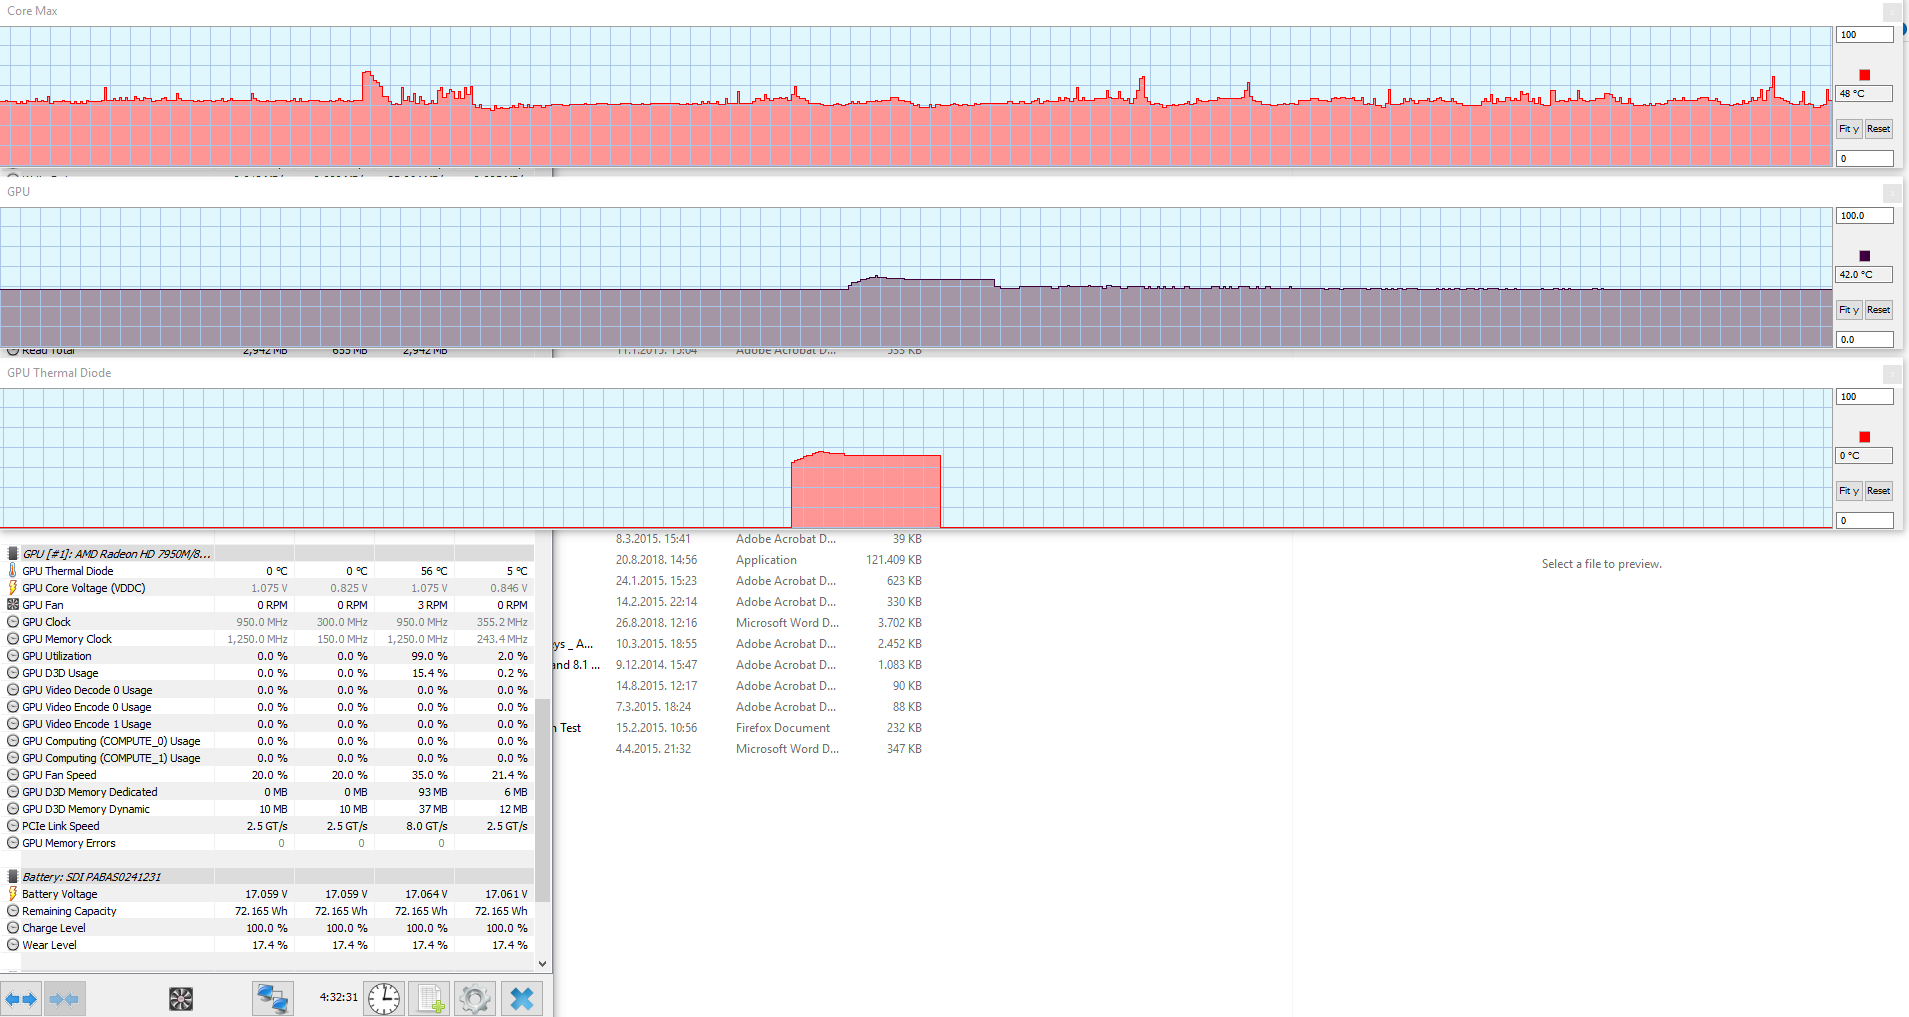 Core Max
100
48 °C
Fit y Reset
0
GPU
100.0
42.0 °C
Fit y Reset
0.0
Read Total 2,942 MB 655 MB 2,942 MB
11.1.2015. 15:04 Adobe Acrobat D... 533 KB
GPU Thermal Diode
100
0 °C
Fit y Reset
0
8.3.2015. 15:41 Adobe Acrobat D... 39 KB
20.8.2018. 14:56 Application 121.409 KB
24.1.2015. 15:23 Adobe Acrobat D... 623 KB
14.2.2015. 22:14 Adobe Acrobat D... 330 KB
26.8.2018. 12:16 Microsoft Word D... 3.702 KB
ys _ A... 10.3.2015. 18:55 Adobe Acrobat D... 2.452 KB
and 8.1 ... 9.12.2014. 15:47 Adobe Acrobat D... 1.083 KB
14.8.2015. 12:17 Adobe Acrobat D... 90 KB
7.3.2015. 18:24 Adobe Acrobat D... 88 KB
n Test 15.2.2015. 10:56 Firefox Document 232 KB
4.4.2015. 21:32 Microsoft Word D... 347 KB
Select a file to preview.
GPU [#1]: AMD Radeon HD 7950M/8...
GPU Thermal Diode 0 °C 0 °C 56 °C 5 °C
GPU Core Voltage (VDDC) 1.075 V 0.825 V 1.075 V 0.846 V
GPU Fan 0 RPM 0 RPM 3 RPM 0 RPM
GPU Clock 950.0 MHz 300.0 MHz 950.0 MHz 355.2 MHz
GPU Memory Clock 1,250.0 MHz 150.0 MHz 1,250.0 MHz 243.4 MHz
GPU Utilization 0.0 % 0.0 % 99.0 % 2.0 %
GPU D3D Usage 0.0 % 0.0 % 15.4 % 0.2 %
GPU Video Decode 0 Usage 0.0 % 0.0 % 0.0 % 0.0 %
GPU Video Encode 0 Usage 0.0 % 0.0 % 0.0 % 0.0 %
GPU Video Encode 1 Usage 0.0 % 0.0 % 0.0 % 0.0 %
GPU Computing (COMPUTE_0) Usage 0.0 % 0.0 % 0.0 % 0.0 %
GPU Computing (COMPUTE_1) Usage 0.0 % 0.0 % 0.0 % 0.0 %
GPU Fan Speed 20.0 % 20.0 % 35.0 % 21.4 %
GPU D3D Memory Dedicated 0 MB 0 MB 93 MB 6 MB
GPU D3D Memory Dynamic 10 MB 10 MB 37 MB 12 MB
PCIe Link Speed 2.5 GT/s 2.5 GT/s 8.0 GT/s 2.5 GT/s
GPU Memory Errors 0 0 0
Battery: SDI PABAS0241231
Battery Voltage 17.059 V 17.059 V 17.064 V 17.061 V
Remaining Capacity 72.165 Wh 72.165 Wh 72.165 Wh 72.165 Wh
Charge Level 100.0 % 100.0 % 100.0 % 100.0 %
Wear Level 17.4 % 17.4 % 17.4 % 17.4 %
4:32:31